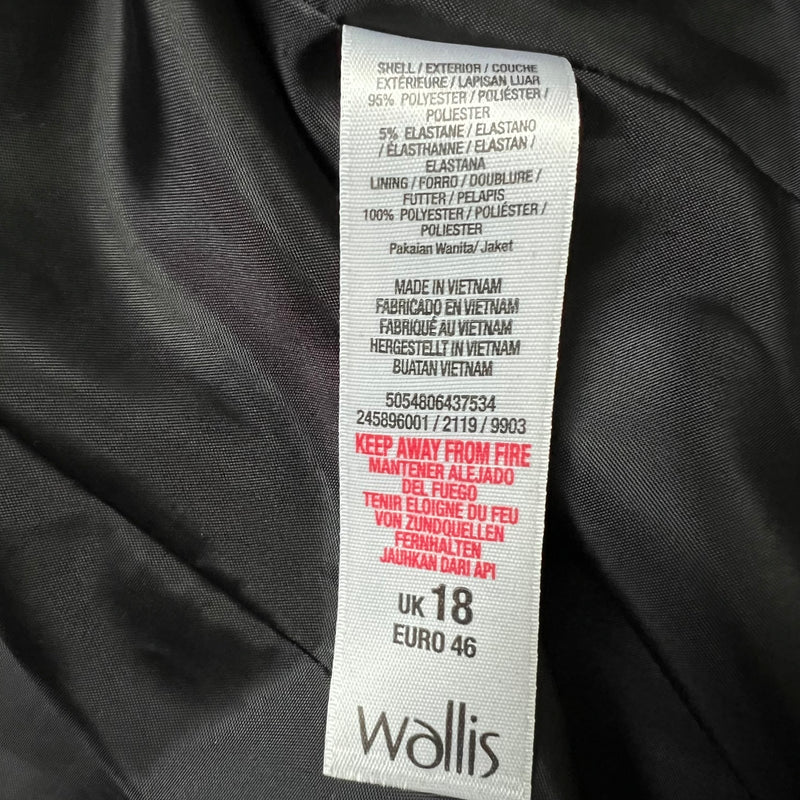 SHELL / EXTERIOR / COUCHE
EXTÉRIEURE / LAPISAN LUAR
95% POLYESTER / POLIÉSTER /
POLIESTER
5% ELASTANE / ELASTANO
/ ÉLASTHANNE / ELASTAN /
ELASTANA
LINING / FORRO / DOUBLURE /
FUTTER / PELAPIS
100% POLYESTER / POLIÉSTER /
POLIESTER
Pakaian Wanita/ Jaket
MADE IN VIETNAM
FABRICADO EN VIETNAM
FABRIQUÉ AU VIETNAM
HERGESTELLT IN VIETNAM
BUATAN VIETNAM
5054806437534
245896001 / 2119 / 9903
KEEP AWAY FROM FIRE
MANTENER ALEJADO
DEL FUEGO
TENIR ELOIGNE DU FEU
VON ZUNDQUELLEN
FERNHALTEN
JAUHKAN DARI API
UK 18
EURO 46
wallis